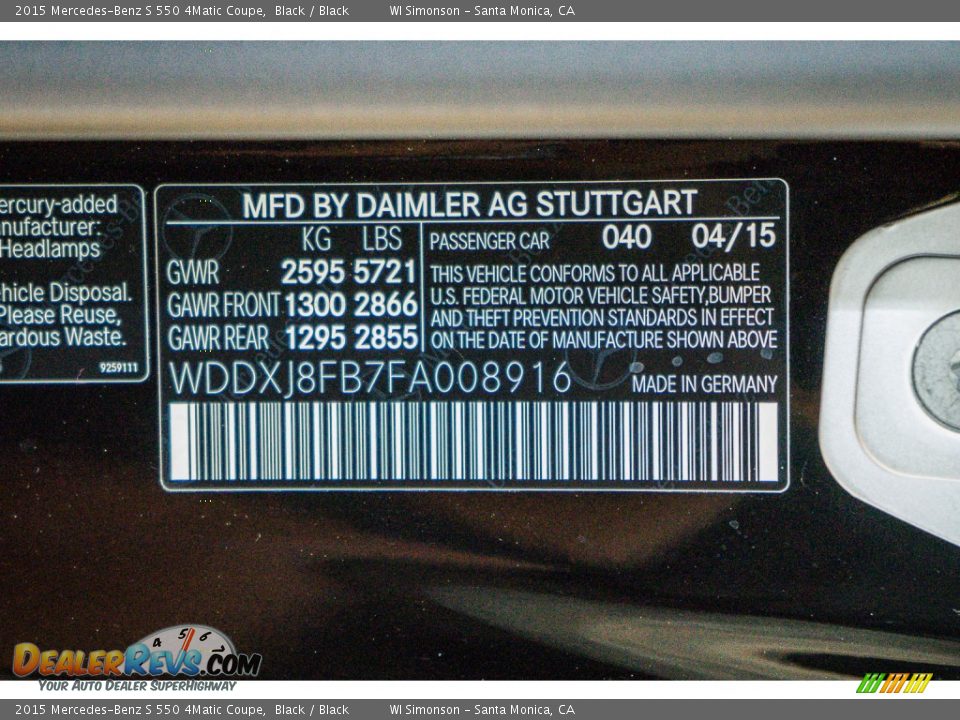 2015 Mercedes-Benz S 550 4Matic Coupe, Black / Black WI Simonson - Santa Monica, CA
ercury-added
nufacturer:
Headlamps
hicle Disposal.
Please Reuse,
ardous Waste.
9259111
MFD BY DAIMLER AG STUTTGART
KG LBS
GVWR 2595 5721
GAWR FRONT 1300 2866
GAWR REAR 1295 2855
PASSENGER CAR 040 04/15
THIS VEHICLE CONFORMS TO ALL APPLICABLE
U.S. FEDERAL MOTOR VEHICLE SAFETY,BUMPER
AND THEFT PREVENTION STANDARDS IN EFFECT
ON THE DATE OF MANUFACTURE SHOWN ABOVE
WDDXJ8FB7FA008916 MADE IN GERMANY
4 5 6
DEALERREVS.COM
YOUR AUTO DEALER SUPERHIGHWAY
2015 Mercedes-Benz S 550 4Matic Coupe, Black / Black WI Simonson - Santa Monica, CA